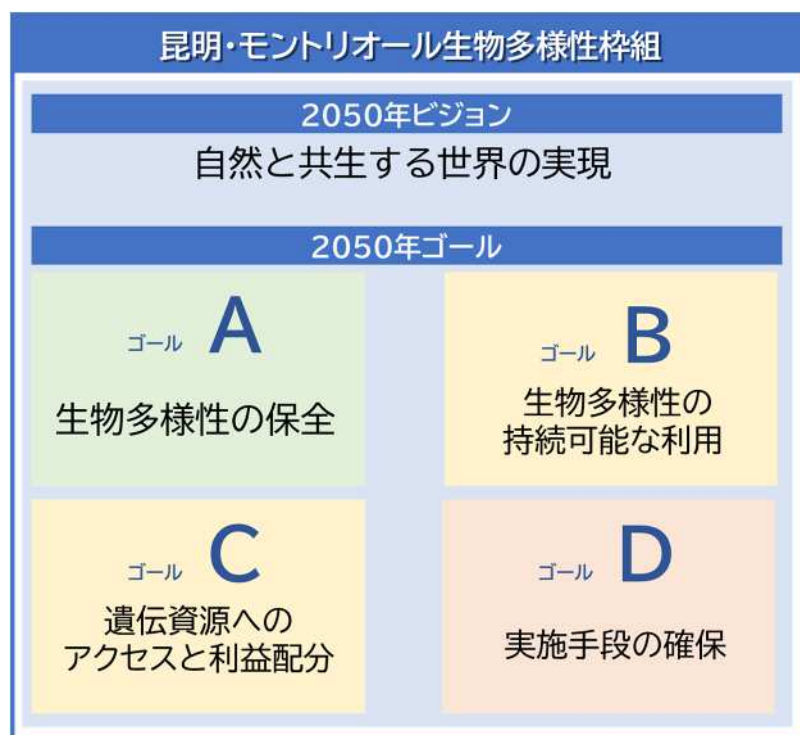 昆明・モントリオール生物多様性枠組
2050年ビジョン
自然と共生する世界の実現
2050年ゴール
ゴール A
生物多様性の保全
ゴール B
生物多様性の
持続可能な利用
ゴール C
遺伝資源への
アクセスと利益配分
ゴール D
実施手段の確保